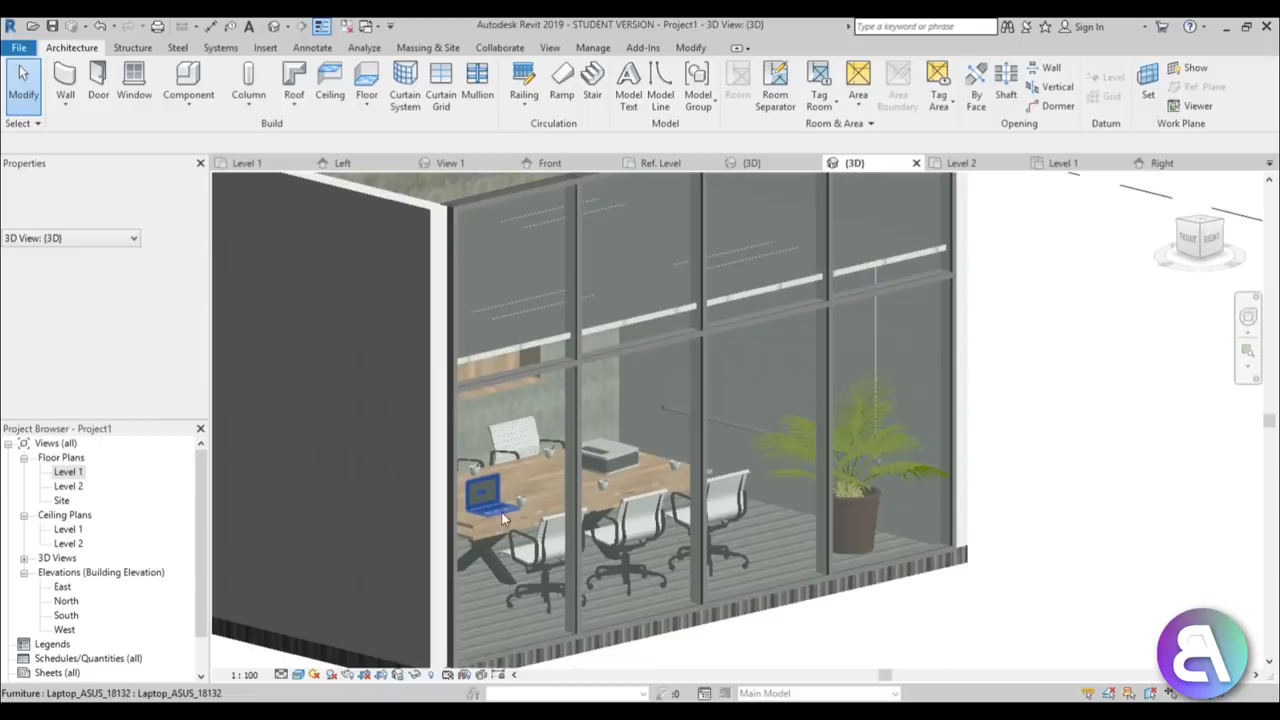 Autodesk Revit 2019 - STUDENT VERSION - Project1 - 3D View: {3D}
Type a keyword or phrase
Sign In
File Architecture Structure Steel Systems Insert Annotate Analyze Massing & Site Collaborate View Manage Add-Ins Modify
Modify Wall Door Window Component Column Roof Ceiling Floor Curtain System Curtain Grid Mullion Railing Ramp Stair Model Text Model Line Model Group Room Room Separator Tag Room Area Area Boundary Tag Area By Face Shaft Wall Vertical Dormer Level Grid Set Show Ref Plane Viewer
Select Build Circulation Model Room & Area Opening Datum Work Plane
Properties
Level 1 Left View 1 Front Ref. Level {3D} {3D} Level 2 Level 1 Right
3D View: {3D}
FRONT RIGHT
Project Browser - Project1
Views (all)
Floor Plans
Level 1
Level 2
Site
Ceiling Plans
Level 1
Level 2
3D Views
Elevations (Building Elevation)
East
North
South
West
Legends
Schedules/Quantities (all)
Sheets (all)
1 : 100
Furniture : Laptop_ASUS_18132 : Laptop_ASUS_18132
:0
Main Model